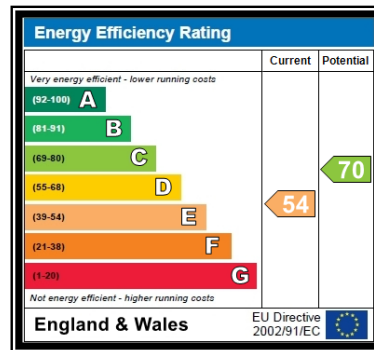 Energy Efficiency Rating
Current Potential
Very energy efficient - lower running costs
(92-100) A
(81-91) B
(69-80) C
70
(55-68) D
(39-54) E
54
(21-38) F
(1-20) G
Not energy efficient - higher running costs
England & Wales
EU Directive
2002/91/EC